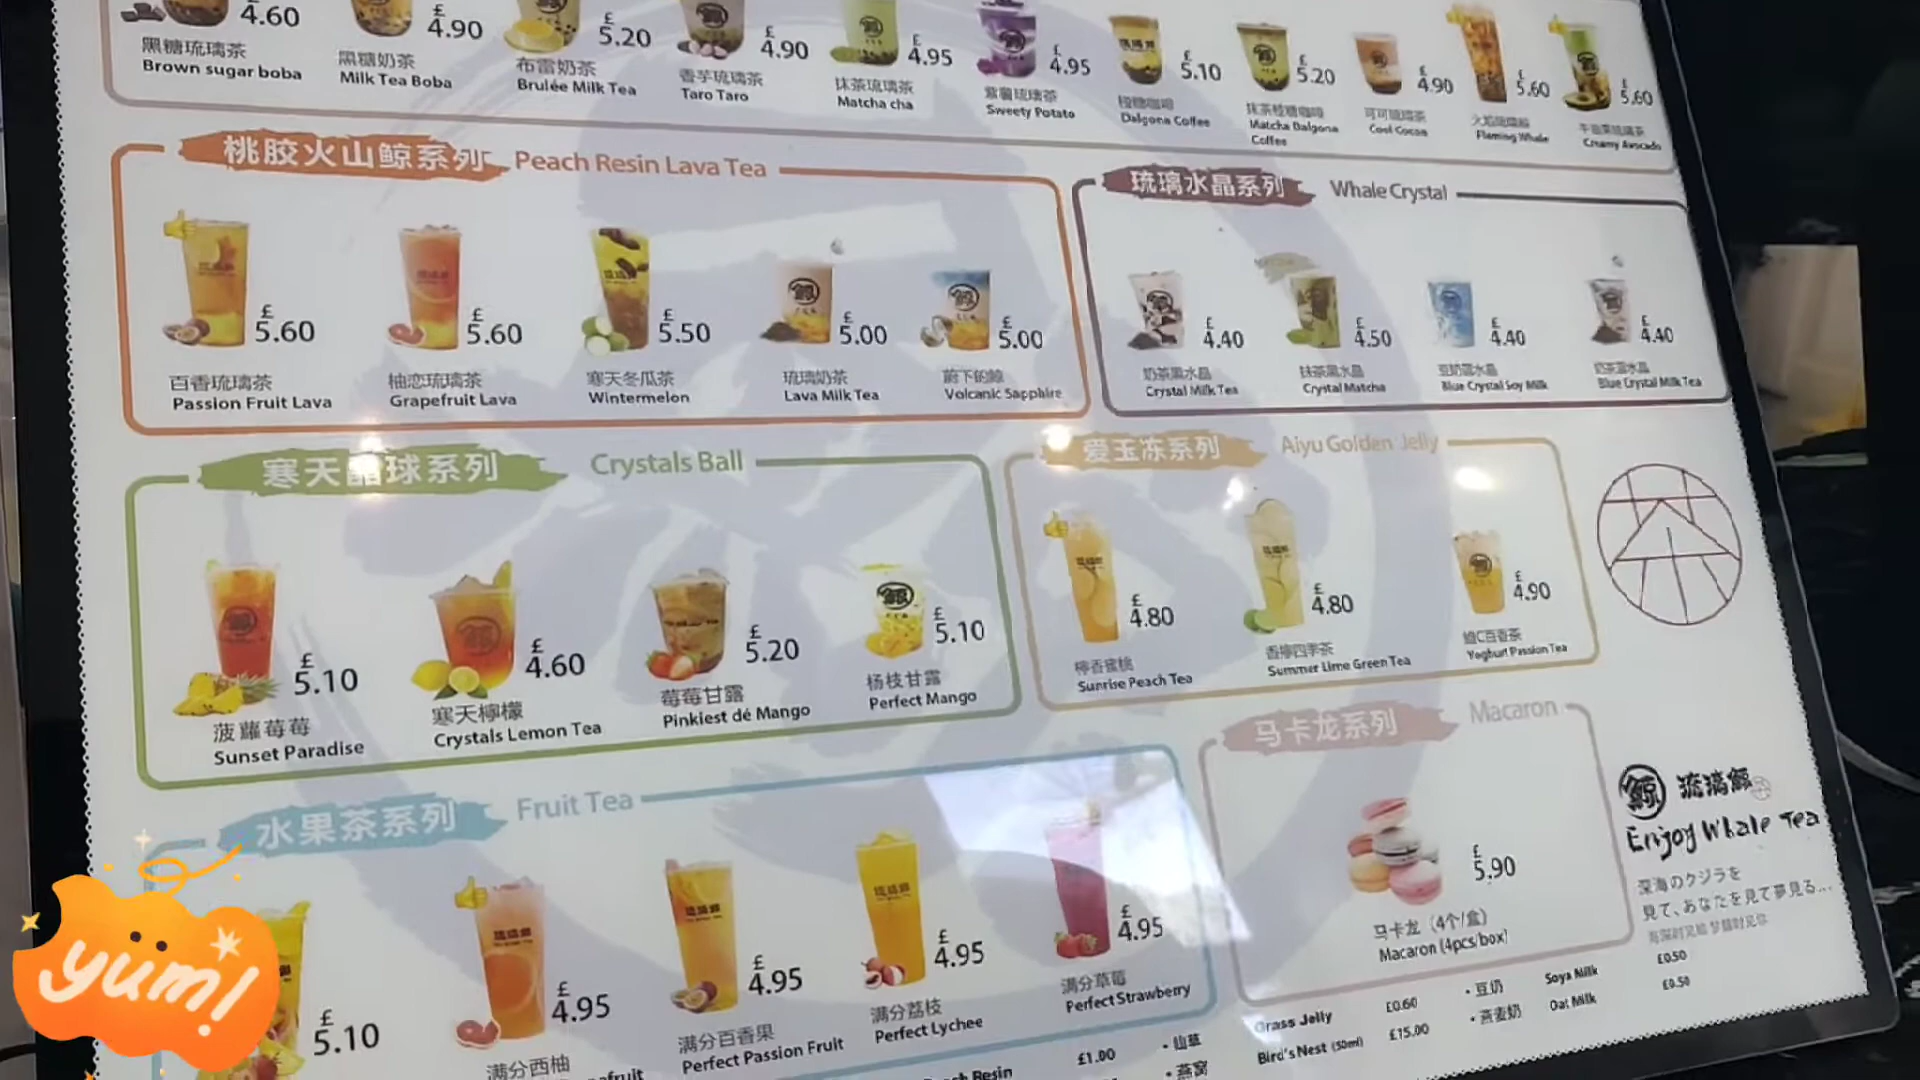 £ 4.60
黑糖琉璃茶
Brown sugar boba
£ 4.90
黑糖奶茶
Milk Tea Boba
£ 5.20
布雷奶茶
Brulée Milk Tea
£ 4.90
香芋琉璃茶
Taro Taro
£ 4.95
抹茶琉璃茶
Matcha cha
£ 4.95
紫薯琉璃茶
Sweety Potato
£ 5.10
Dalgona Coffee
£ 5.20
Matcha Dalgona
Coffee
£ 4.90
可可琉璃茶
Cool Cocoa
£ 5.60
Flaming Whale
£ 5.60
牛油果琉璃茶
Creamy Avocado
桃胶火山鲸系列 Peach Resin Lava Tea
£ 5.60
百香琉璃茶
Passion Fruit Lava
£ 5.60
柚恋琉璃茶
Grapefruit Lava
£ 5.50
寒天冬瓜茶
Wintermelon
£ 5.00
琉璃奶茶
Lava Milk Tea
£ 5.00
蔚下的鲸
Volcanic Sapphire
琉璃水晶系列 Whale Crystal
£ 4.40
奶茶黑水晶
Crystal Milk Tea
£ 4.50
抹茶黑水晶
Crystal Matcha
£ 4.40
豆奶蓝水晶
Blue Crystal Soy Milk
£ 4.40
奶茶蓝水晶
Blue Crystal Milk Tea
寒天晶球系列 Crystals Ball
£ 5.10
菠蘿莓莓
Sunset Paradise
£ 4.60
寒天檸檬
Crystals Lemon Tea
£ 5.20
莓莓甘露
Pinkiest dé Mango
£ 5.10
杨枝甘露
Perfect Mango
爱玉冻系列 Aiyu Golden Jelly
£ 4.80
檸香蜜桃
Sunrise Peach Tea
£ 4.80
香檸四季茶
Summer Lime Green Tea
£ 4.90
Yoghurt Passion Tea
水果茶系列 Fruit Tea
£ 5.10
£ 4.95
满分西柚
£ 4.95
满分百香果
Perfect Passion Fruit
£ 4.95
满分荔枝
Perfect Lychee
£ 4.95
满分草莓
Perfect Strawberry
马卡龙系列 Macaron
£ 5.90
马卡龙（4个/盒）
Macaron (4pcs/box)
鲸 琉璃鲸
Enjoy Whale Tea
深海のクジラを
見て、あなたを見て夢見る...
海深时见鲸 梦醒时见你
Resin £1.00
• 山草 Grass Jelly £0.60
• 燕窝 Bird's Nest (50ml) £15.00
• 豆奶 Soya Milk £0.50
• 燕麦奶 Oat Milk £0.50
yum!